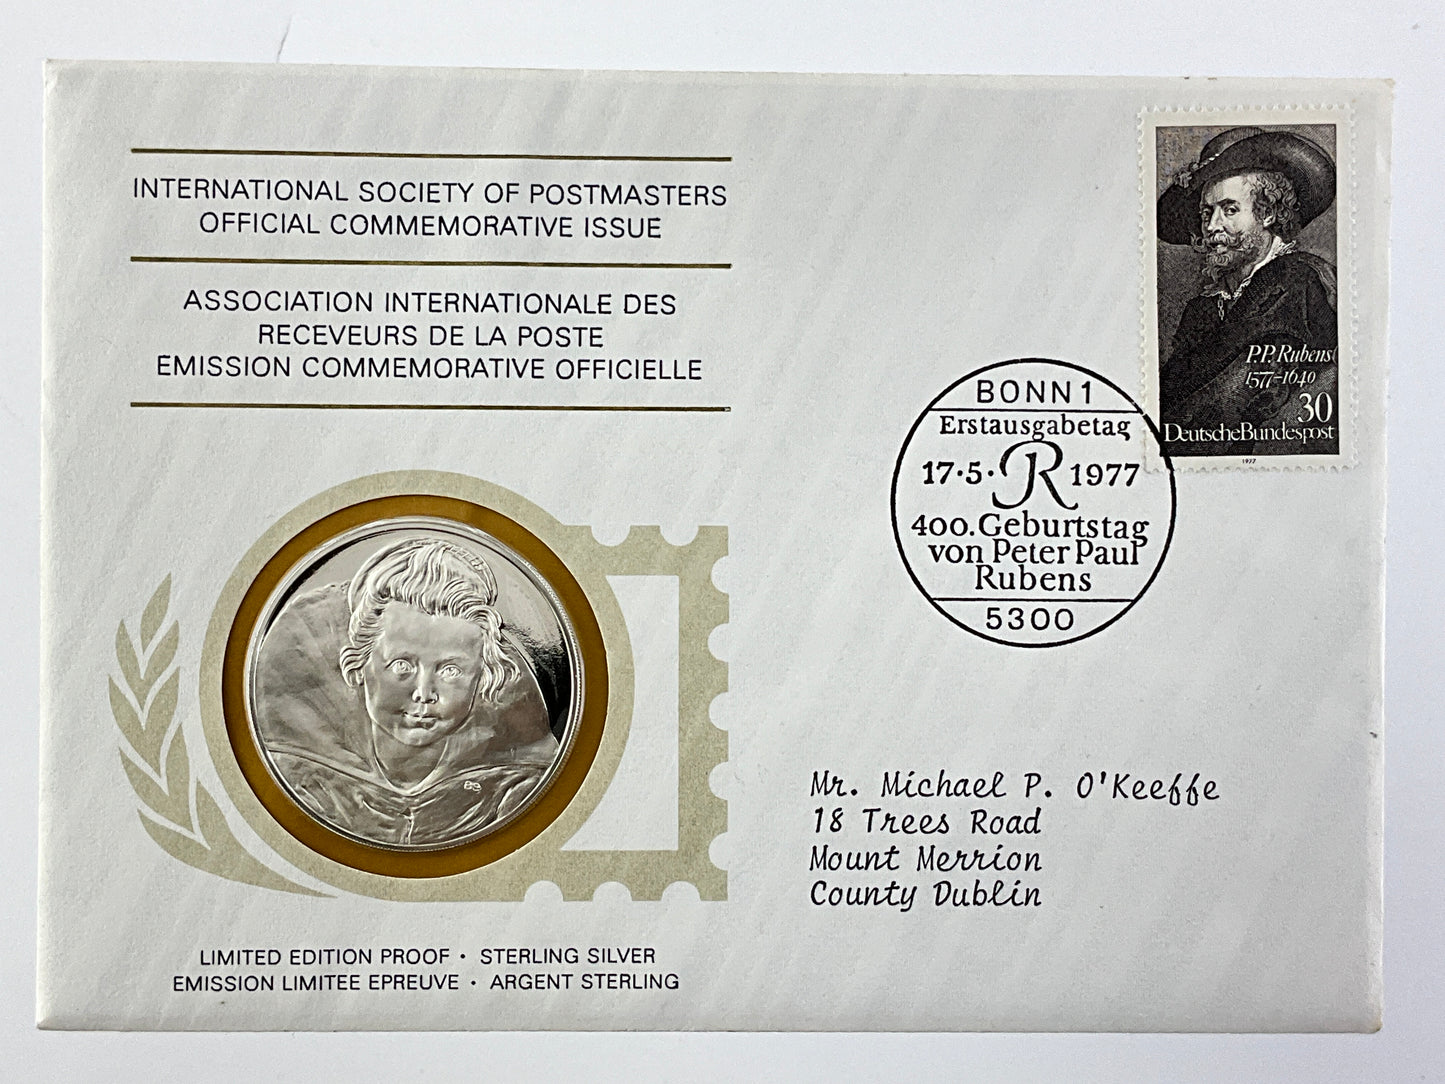 INTERNATIONAL SOCIETY OF POSTMASTERS
OFFICIAL COMMEMORATIVE ISSUE
ASSOCIATION INTERNATIONALE DES
RECEVEURS DE LA POSTE
EMISSION COMMEMORATIVE OFFICIELLE
P.P. Rubens
1577-1640
30
Deutsche Bundespost
1977
BONN 1
Erstausgabetag
17·5· R 1977
400. Geburtstag
von Peter Paul
Rubens
5300
Mr. Michael P. O'Keeffe
18 Trees Road
Mount Merrion
County Dublin
LIMITED EDITION PROOF · STERLING SILVER
EMISSION LIMITEE EPREUVE · ARGENT STERLING